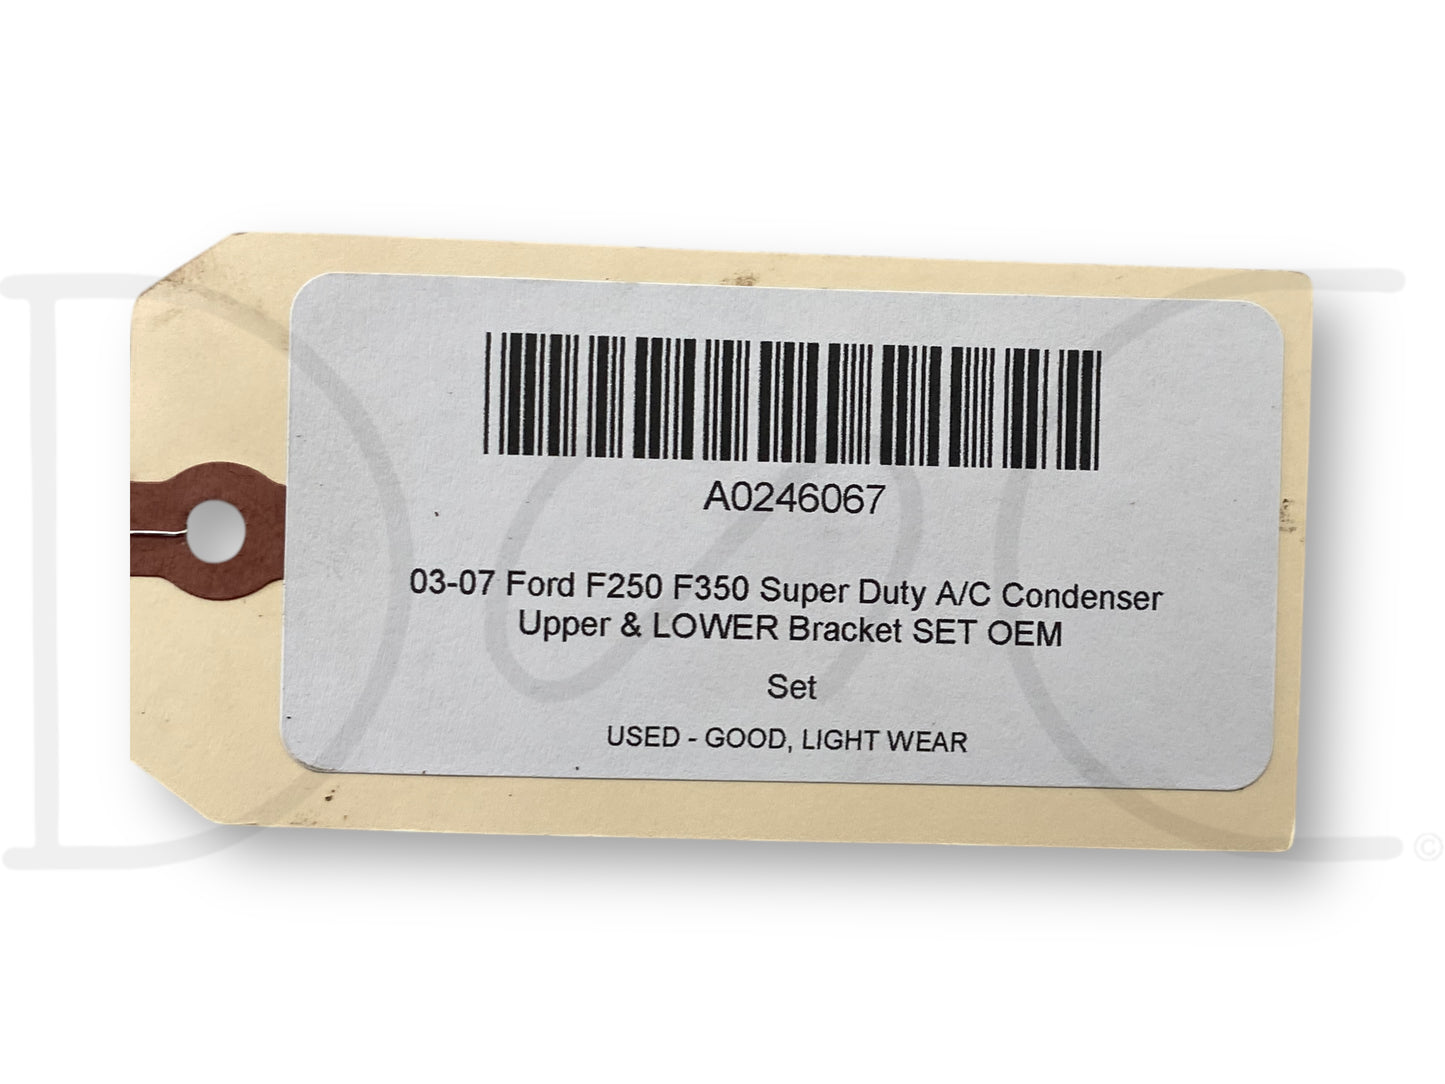 A0246067
03-07 Ford F250 F350 Super Duty A/C Condenser
Upper & LOWER Bracket SET OEM
Set
USED - GOOD, LIGHT WEAR
DC
©